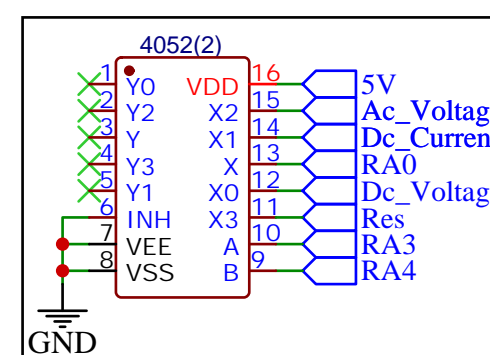 4052(2)
1 Y0 VDD 16 5V
2 Y2 X2 15 Ac_Voltag
3 Y X1 14 Dc_Curren
4 Y3 X 13 RA0
5 Y1 X0 12 Dc_Voltag
6 INH X3 11 Res
7 VEE A 10 RA3
8 VSS B 9 RA4
GND